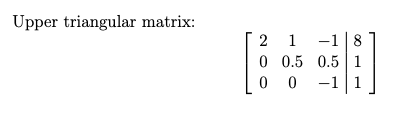 Upper triangular matrix:
2 1 −1 8
0 0.5 0.5 1
0 0 −1 1